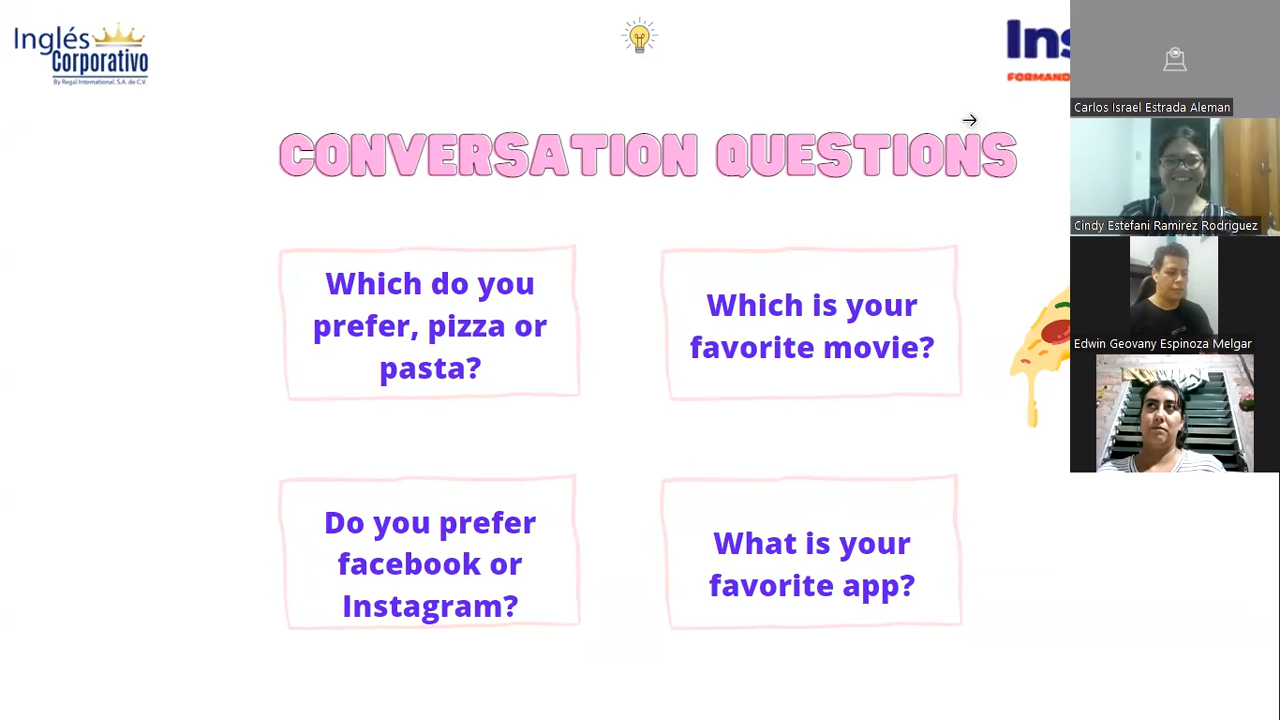 Inglés
Corporativo
By Regal International, S.A. de C.V.
Ins
FORMAND
CONVERSATION QUESTIONS
Which do you
prefer, pizza or
pasta?
Which is your
favorite movie?
Do you prefer
facebook or
Instagram?
What is your
favorite app?
Carlos Israel Estrada Aleman
Cindy Estefani Ramirez Rodriguez
Edwin Geovany Espinoza Melgar